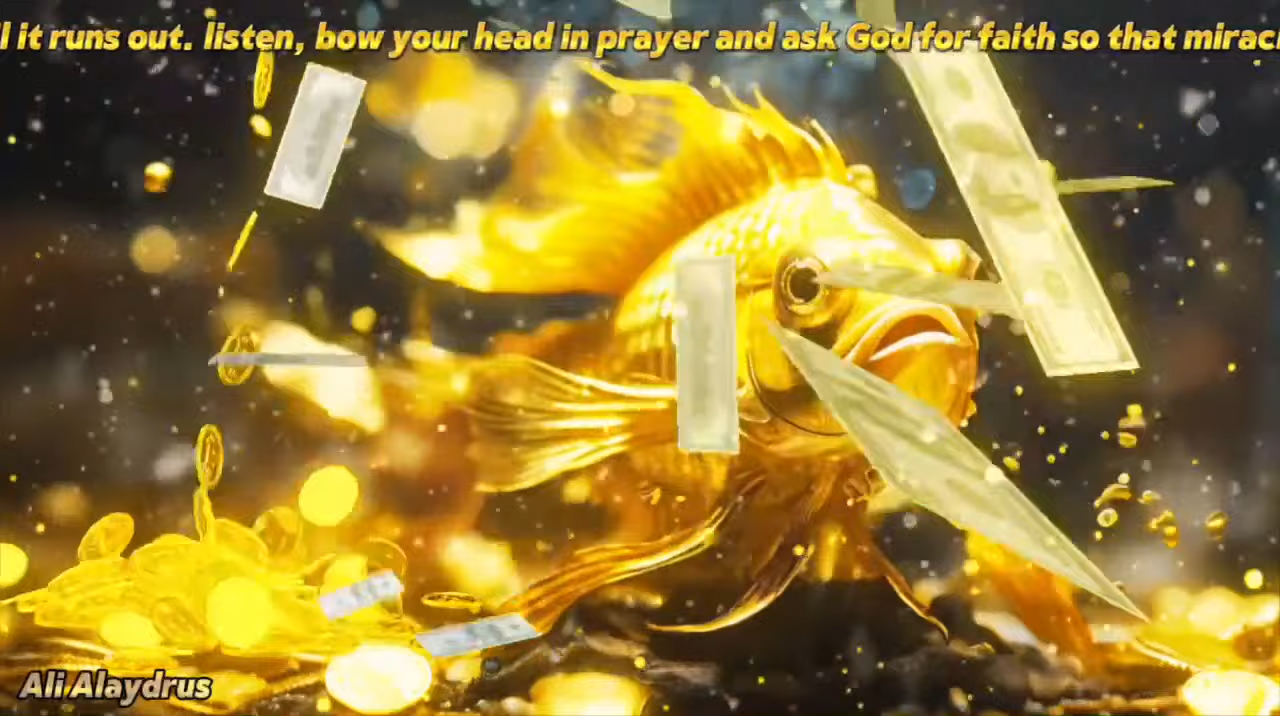 l it runs out. listen, bow your head in prayer and ask God for faith so that mirac
Ali Alaydrus